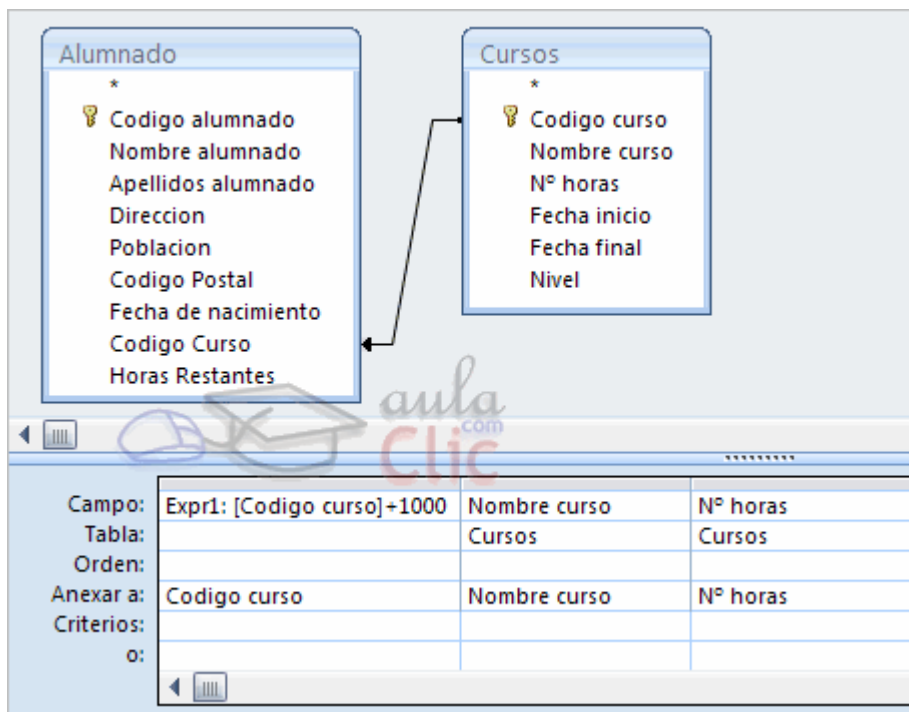 Alumnado
*
Codigo alumnado
Nombre alumnado
Apellidos alumnado
Direccion
Poblacion
Codigo Postal
Fecha de nacimiento
Codigo Curso
Horas Restantes
Cursos
*
Codigo curso
Nombre curso
Nº horas
Fecha inicio
Fecha final
Nivel
aula
.com
Clic
Campo: Expr1: [Codigo curso]+1000 Nombre curso Nº horas
Tabla: Cursos Cursos
Orden:
Anexar a: Codigo curso Nombre curso Nº horas
Criterios:
o: